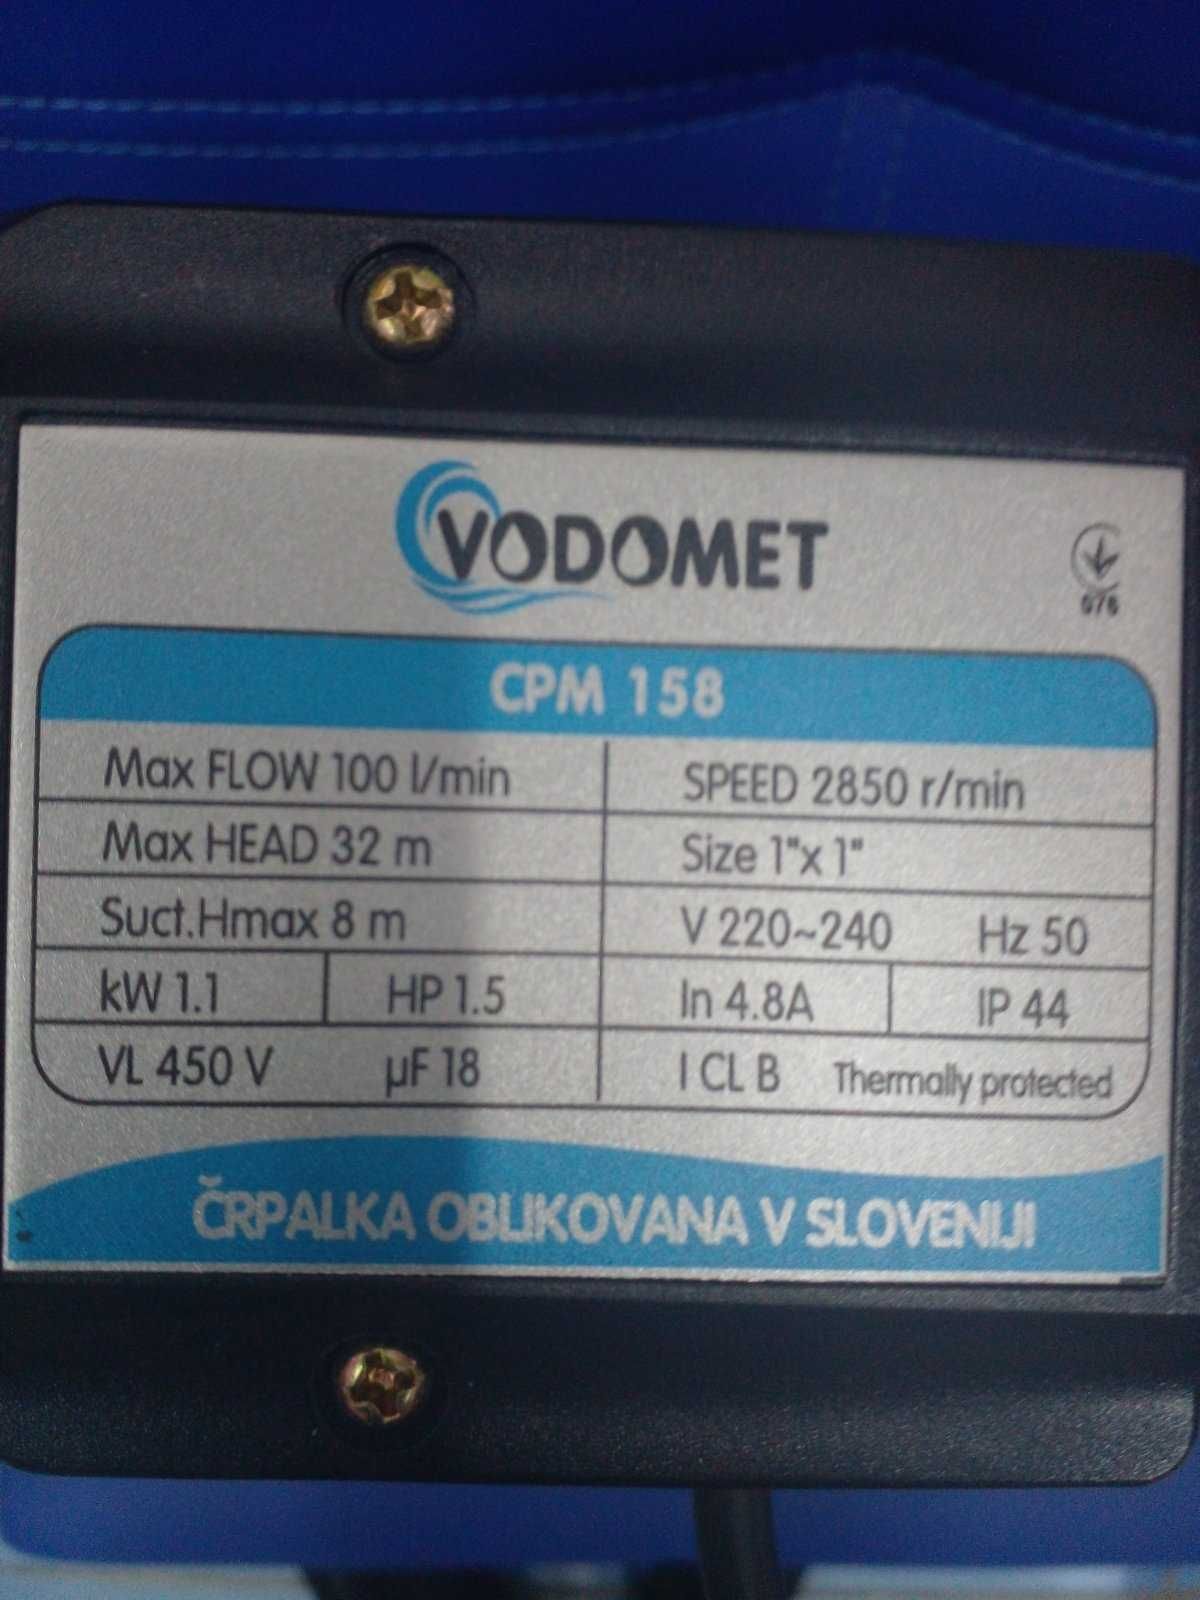 VODOMET
CPM 158
Max FLOW 100 l/min
SPEED 2850 r/min
Max HEAD 32 m
Size 1"x 1"
Suct.Hmax 8 m
V 220~240 Hz 50
kW 1.1 HP 1.5
In 4.8A IP 44
VL 450 V µF 18
I CL B Thermally protected
ČRPALKA OBLIKOVANA V SLOVENIJI